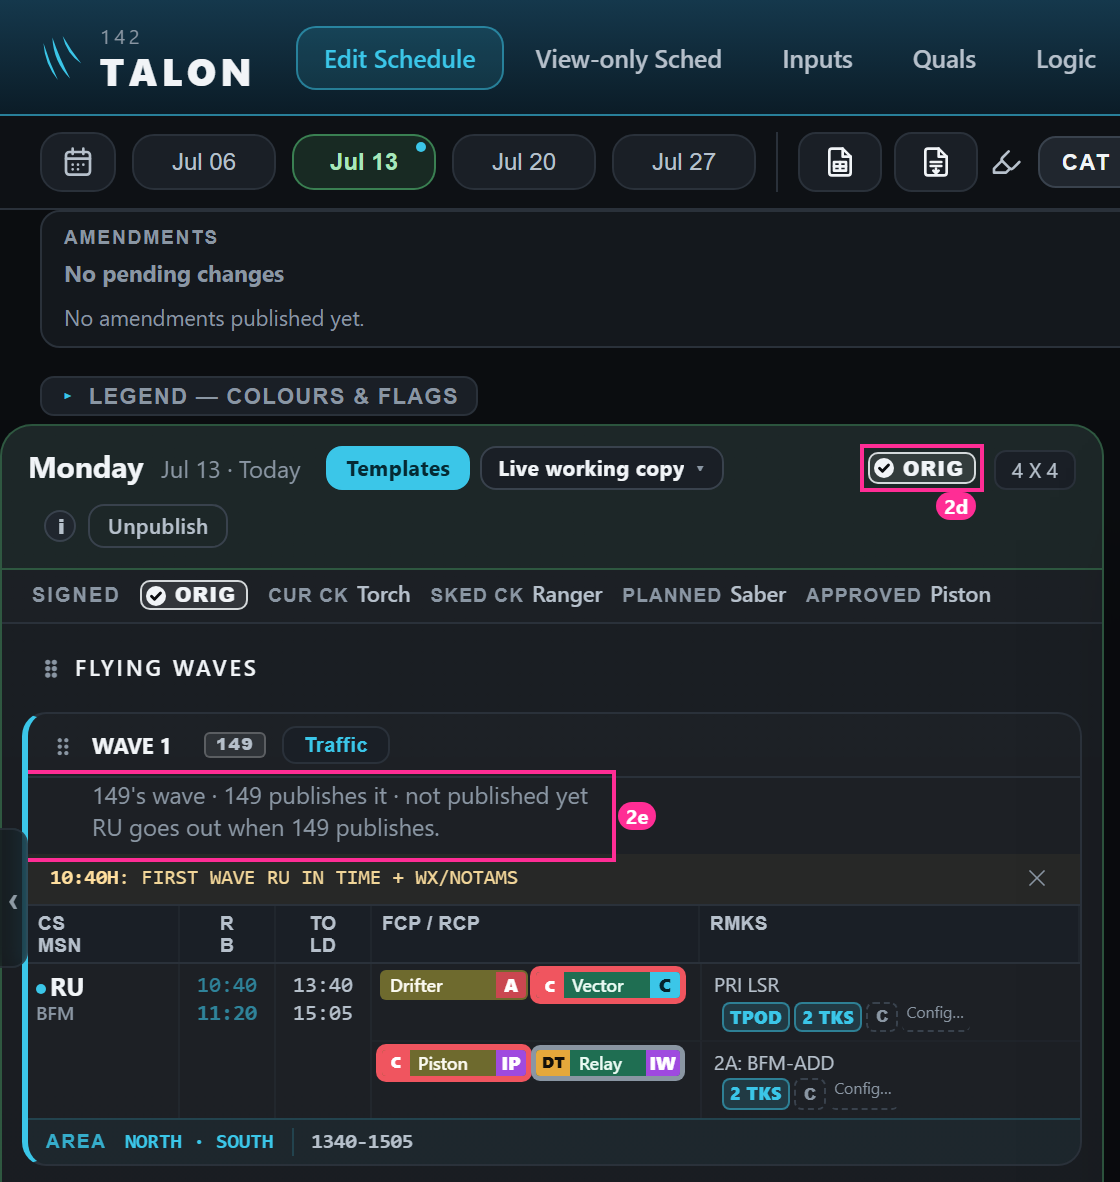 142
TALON
Edit Schedule
View-only Sched
Inputs
Quals
Logic
Jul 06
Jul 13
Jul 20
Jul 27
CAT
AMENDMENTS
No pending changes
No amendments published yet.
LEGEND — COLOURS & FLAGS
Monday Jul 13 · Today
Templates
Live working copy
ORIG
4 X 4
2d
i
Unpublish
SIGNED ORIG CUR CK Torch SKED CK Ranger PLANNED Saber APPROVED Piston
FLYING WAVES
WAVE 1 149 Traffic
149's wave · 149 publishes it · not published yet
RU goes out when 149 publishes.
2e
10:40H: FIRST WAVE RU IN TIME + WX/NOTAMS
CS R TO FCP / RCP RMKS
MSN B LD
RU 10:40 13:40 Drifter A C Vector C PRI LSR
BFM 11:20 15:05 TPOD 2 TKS C Config...
C Piston IP DT Relay IW 2A: BFM-ADD
2 TKS C Config...
AREA NORTH · SOUTH 1340-1505